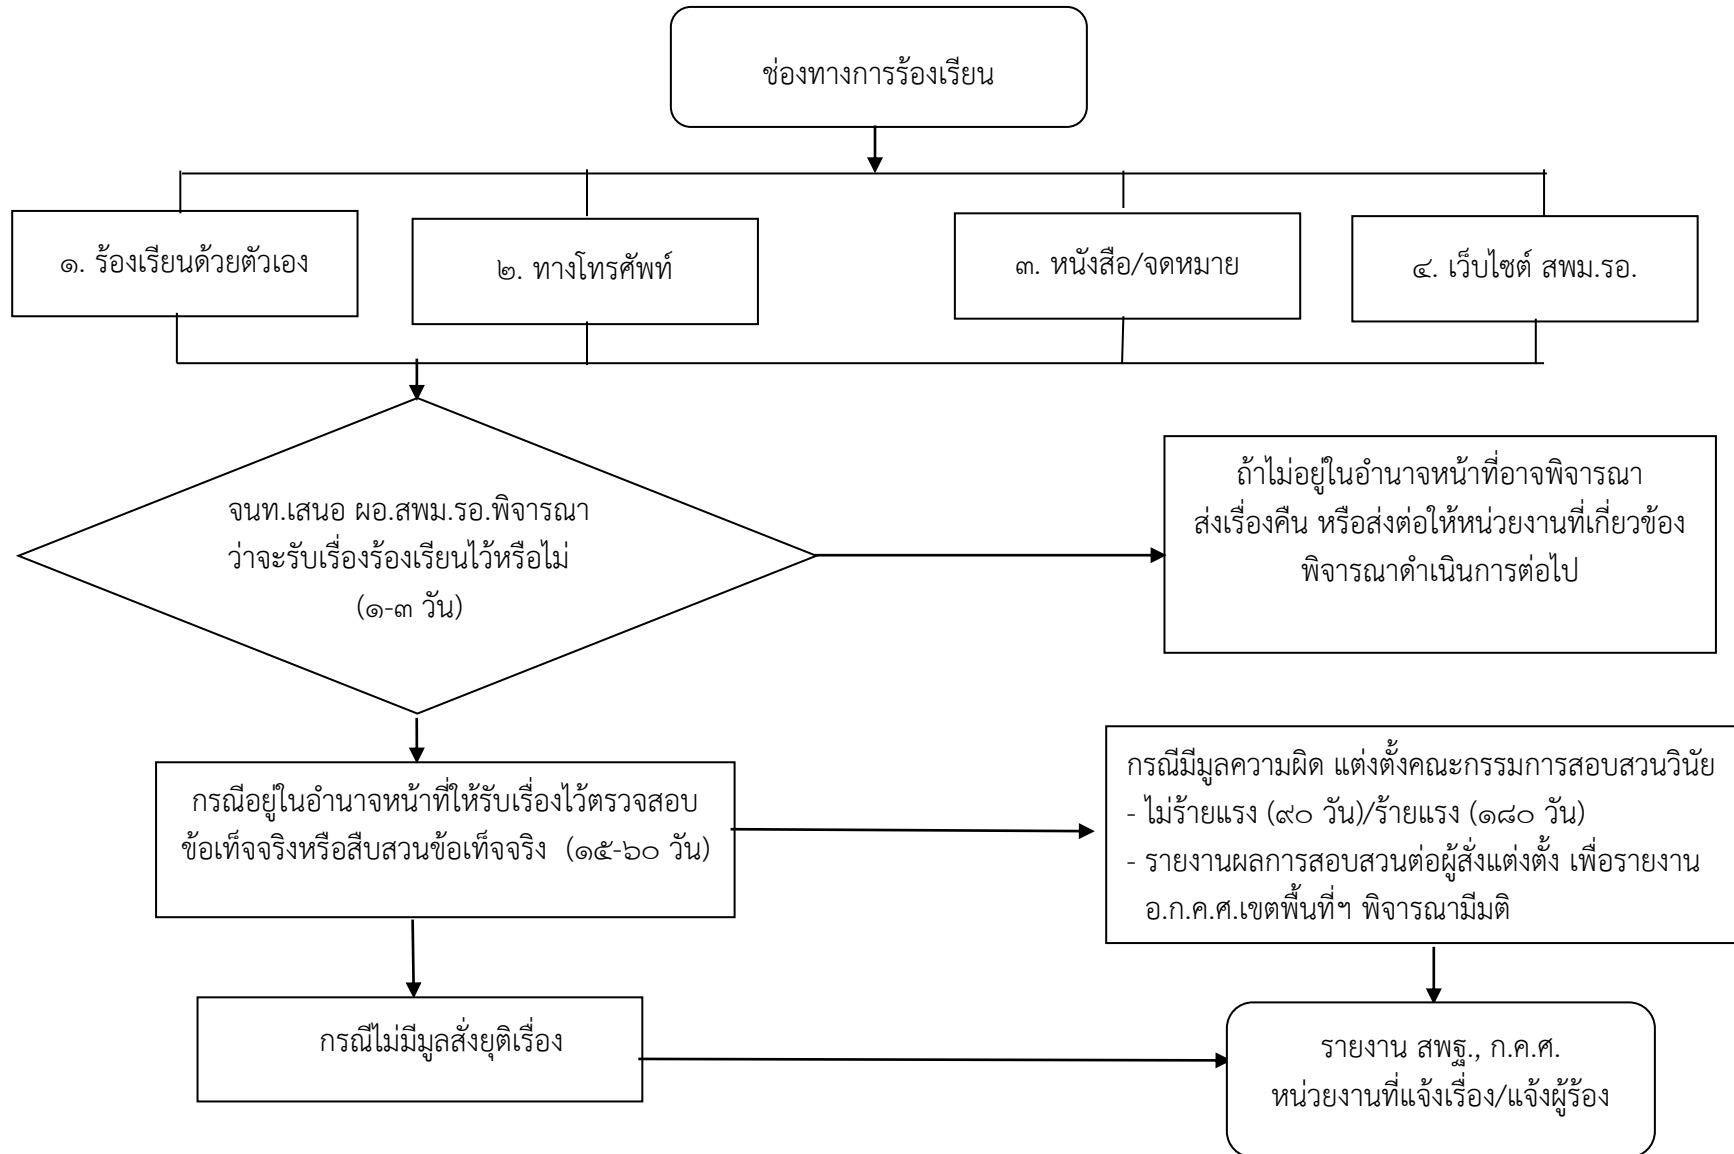 ช่องทางการร้องเรียน
๑. ร้องเรียนด้วยตัวเอง
๒. ทางโทรศัพท์
๓. หนังสือ/จดหมาย
๔. เว็บไซต์ สพม.รอ.
จนท.เสนอ ผอ.สพม.รอ.พิจารณา
ว่าจะรับเรื่องร้องเรียนไว้หรือไม่
(๑-๓ วัน)
ถ้าไม่อยู่ในอำนาจหน้าที่อาจพิจารณา
ส่งเรื่องคืน หรือส่งต่อให้หน่วยงานที่เกี่ยวข้อง
พิจารณาดำเนินการต่อไป
กรณีอยู่ในอำนาจหน้าที่ให้รับเรื่องไว้ตรวจสอบ
ข้อเท็จจริงหรือสืบสวนข้อเท็จจริง (๑๕-๖๐ วัน)
กรณีมีมูลความผิด แต่งตั้งคณะกรรมการสอบสวนวินัย
- ไม่ร้ายแรง (๙๐ วัน)/ร้ายแรง (๑๘๐ วัน)
- รายงานผลการสอบสวนต่อผู้สั่งแต่งตั้ง เพื่อรายงาน
อ.ก.ค.ศ.เขตพื้นที่ฯ พิจารณามีมติ
กรณีไม่มีมูลสั่งยุติเรื่อง
รายงาน สพฐ., ก.ค.ศ.
หน่วยงานที่แจ้งเรื่อง/แจ้งผู้ร้อง